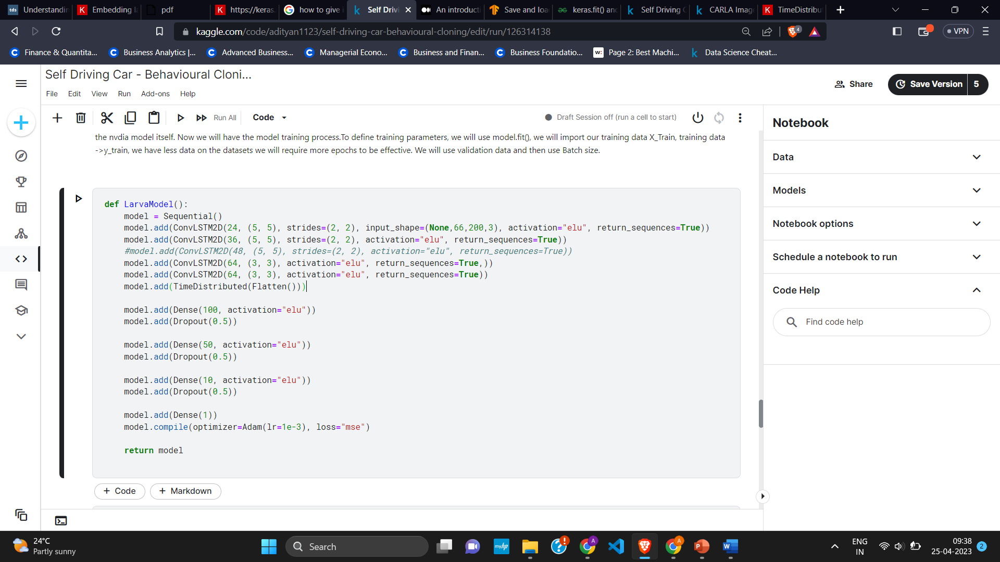 tds Understandin
K Embedding la
pdf
K https://keras.
G how to give i
k Self Drivi
An introducti
Save and loa
keras.fit() and
k Self Driving C
k CARLA Imag
K TimeDistribu
kaggle.com/code/adityan1123/self-driving-car-behavioural-cloning/edit/run/126314138
4
VPN
C Finance & Quantita...
C Business Analytics |...
C Advanced Business...
C Managerial Econo...
C Business and Finan...
C Business Foundatio...
w: Page 2: Best Machi...
k Data Science Cheat...
Self Driving Car - Behavioural Cloni...
File Edit View Run Add-ons Help
Share
Save Version 5
Run All
Code
Draft Session off (run a cell to start)
the nvdia model itself. Now we will have the model training process.To define training parameters, we will use model.fit(), we will import our training data X_Train, training data
->y_train, we have less data on the datasets we will require more epochs to be effective. We will use validation data and then use Batch size.
def LarvaModel():
model = Sequential()
model.add(ConvLSTM2D(24, (5, 5), strides=(2, 2), input_shape=(None,66,200,3), activation="elu", return_sequences=True))
model.add(ConvLSTM2D(36, (5, 5), strides=(2, 2), activation="elu", return_sequences=True))
#model.add(ConvLSTM2D(48, (5, 5), strides=(2, 2), activation="elu", return_sequences=True))
model.add(ConvLSTM2D(64, (3, 3), activation="elu", return_sequences=True,))
model.add(ConvLSTM2D(64, (3, 3), activation="elu", return_sequences=True))
model.add(TimeDistributed(Flatten()))
model.add(Dense(100, activation="elu"))
model.add(Dropout(0.5))
model.add(Dense(50, activation="elu"))
model.add(Dropout(0.5))
model.add(Dense(10, activation="elu"))
model.add(Dropout(0.5))
model.add(Dense(1))
model.compile(optimizer=Adam(lr=1e-3), loss="mse")
return model
+ Code
+ Markdown
Notebook
Data
Models
Notebook options
Schedule a notebook to run
Code Help
Find code help
24°C
Partly sunny
Search
myhp
A
A
P
W
ENG
IN
09:38
25-04-2023
2